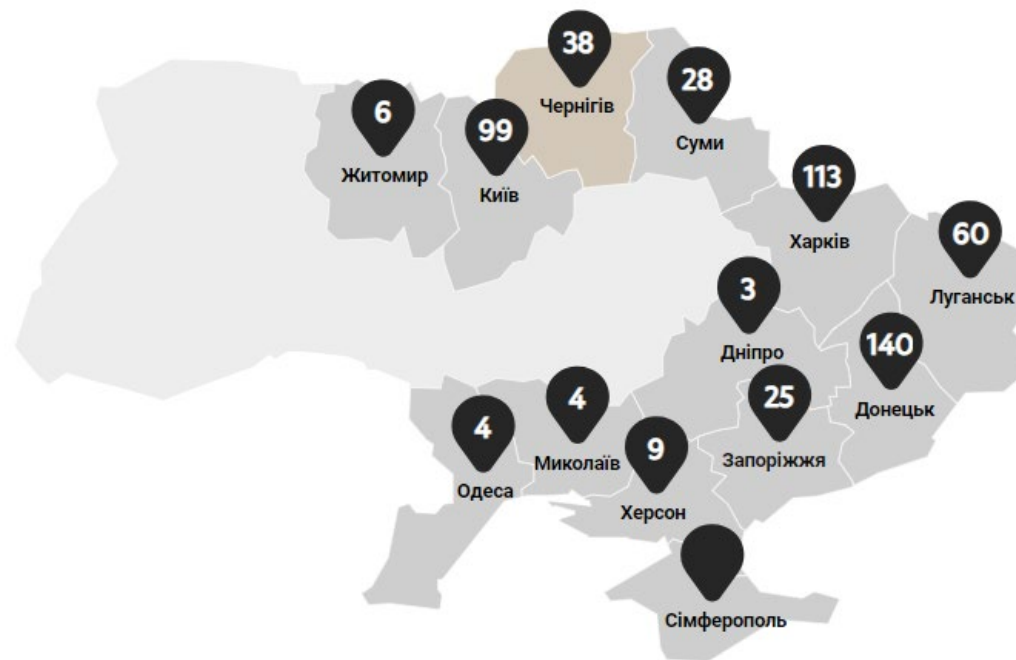 38
Чернігів
28
Суми
6
Житомир
99
Київ
113
Харків
60
Луганськ
3
Дніпро
140
Донецьк
25
Запоріжжя
4
Миколаїв
4
Одеса
9
Херсон
Сімферополь